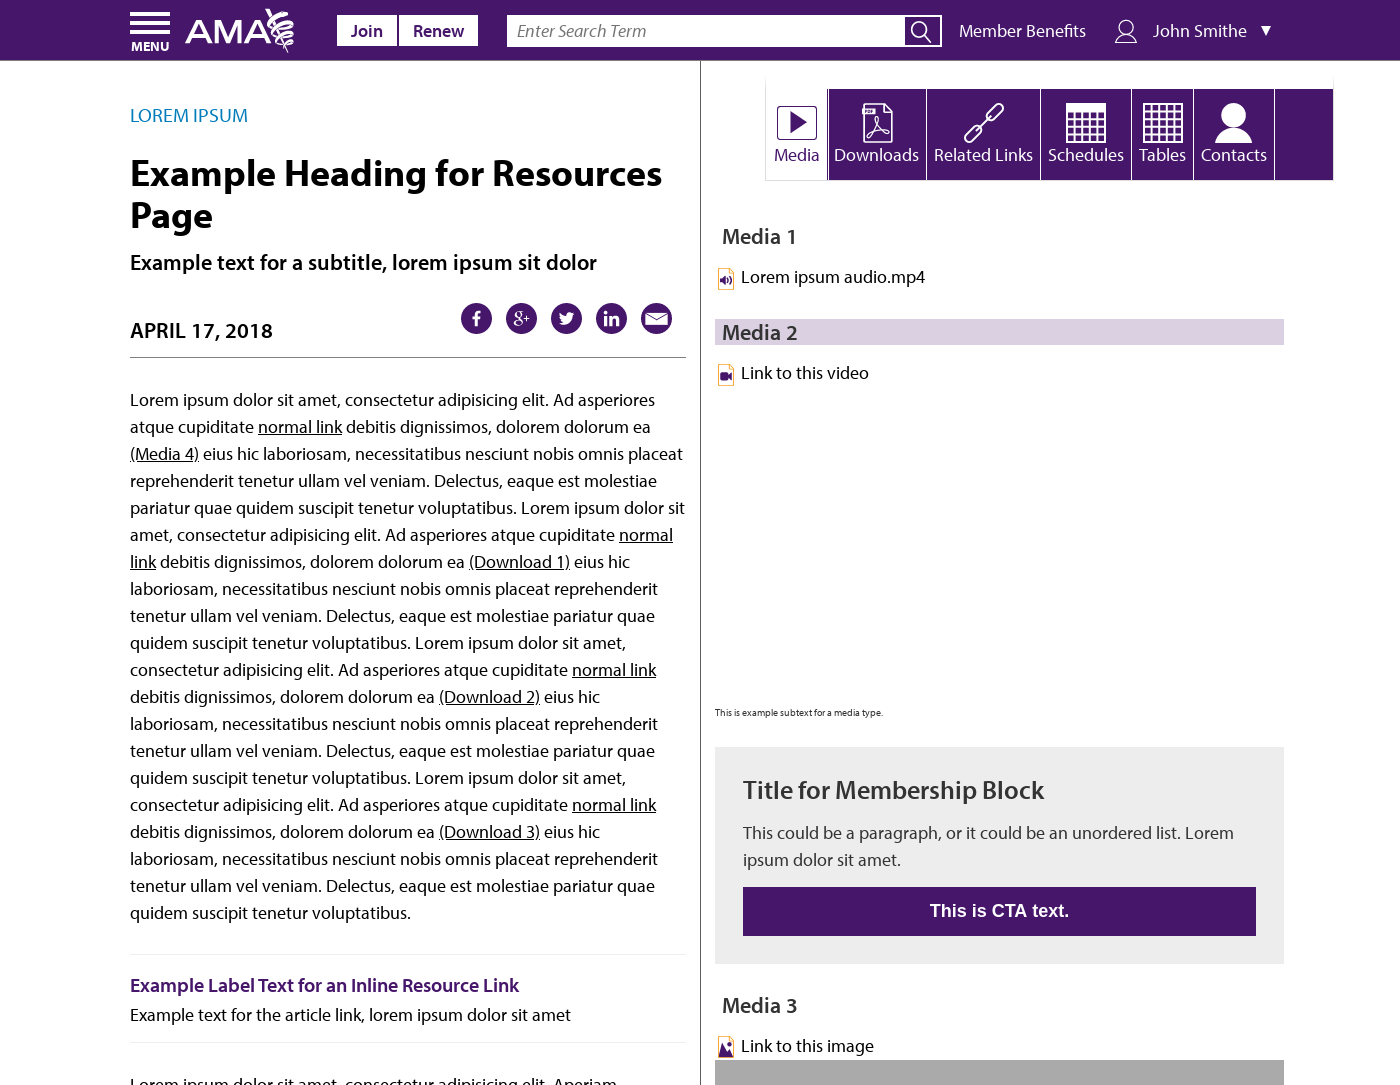 MENU
AMA
Join
Renew
Enter Search Term
Member Benefits
John Smithe ▼
LOREM IPSUM
Example Heading for Resources
Page
Example text for a subtitle, lorem ipsum sit dolor
APRIL 17, 2018
Lorem ipsum dolor sit amet, consectetur adipisicing elit. Ad asperiores
atque cupiditate normal link debitis dignissimos, dolorem dolorum ea
(Media 4) eius hic laboriosam, necessitatibus nesciunt nobis omnis placeat
reprehenderit tenetur ullam vel veniam. Delectus, eaque est molestiae
pariatur quae quidem suscipit tenetur voluptatibus. Lorem ipsum dolor sit
amet, consectetur adipisicing elit. Ad asperiores atque cupiditate normal
link debitis dignissimos, dolorem dolorum ea (Download 1) eius hic
laboriosam, necessitatibus nesciunt nobis omnis placeat reprehenderit
tenetur ullam vel veniam. Delectus, eaque est molestiae pariatur quae
quidem suscipit tenetur voluptatibus. Lorem ipsum dolor sit amet,
consectetur adipisicing elit. Ad asperiores atque cupiditate normal link
debitis dignissimos, dolorem dolorum ea (Download 2) eius hic
laboriosam, necessitatibus nesciunt nobis omnis placeat reprehenderit
tenetur ullam vel veniam. Delectus, eaque est molestiae pariatur quae
quidem suscipit tenetur voluptatibus. Lorem ipsum dolor sit amet,
consectetur adipisicing elit. Ad asperiores atque cupiditate normal link
debitis dignissimos, dolorem dolorum ea (Download 3) eius hic
laboriosam, necessitatibus nesciunt nobis omnis placeat reprehenderit
tenetur ullam vel veniam. Delectus, eaque est molestiae pariatur quae
quidem suscipit tenetur voluptatibus.
Example Label Text for an Inline Resource Link
Example text for the article link, lorem ipsum dolor sit amet
Lorem ipsum dolor sit amet, consectetur adipisicing elit. Aperiam
Media
PDF
Downloads
Related Links
Schedules
Tables
Contacts
Media 1
Lorem ipsum audio.mp4
Media 2
Link to this video
This is example subtext for a media type.
Title for Membership Block
This could be a paragraph, or it could be an unordered list. Lorem
ipsum dolor sit amet.
This is CTA text.
Media 3
Link to this image